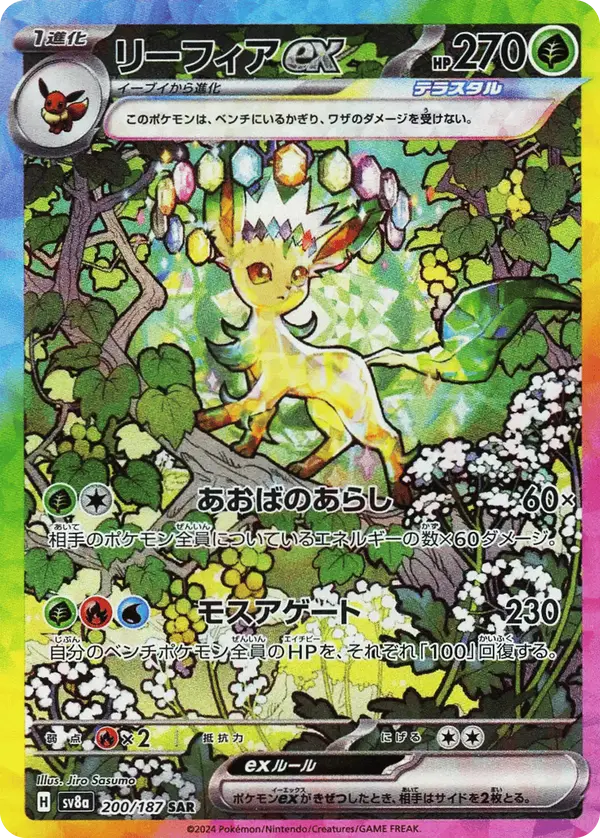 1進化 リーフィアex HP270
イーブイから進化 テラスタル
このポケモンは、ベンチにいるかぎり、ワザのダメージを受けない。
あおばのあらし 60×
相手のポケモン全員についているエネルギーの数×60ダメージ。
モスアゲート 230
自分のベンチポケモン全員のHPを、それぞれ「100」回復する。
弱点 ×2 抵抗力 にげる
Illus. Jiro Sasumo
exルール
ポケモンexがきぜつしたとき、相手はサイドを2枚とる。
H sv8a 200/187 SAR
©2024 Pokémon/Nintendo/Creatures/GAME FREAK.